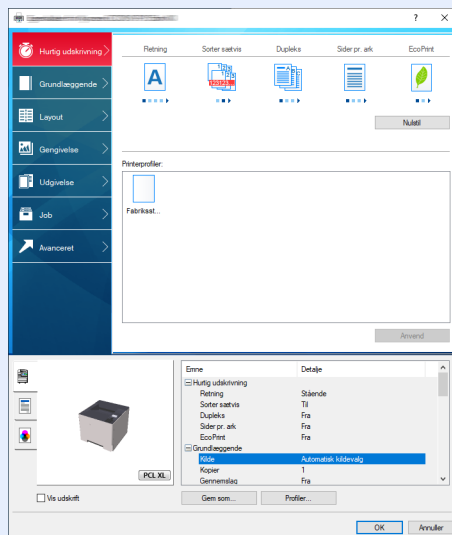 ? X
Hurtig udskrivning
Grundlæggende
Layout
Gengivelse
Udgivelse
Job
Avanceret
Retning Sorter sætvis Dupleks Sider pr. ark EcoPrint
A
123123
Nulstil
Printerprofiler:
Fabriksst...
Anvend
Emne Detalje
Hurtig udskrivning
Retning Stående
Sorter sætvis Til
Dupleks Fra
Sider pr. ark Fra
EcoPrint Fra
Grundlæggende
Kilde Automatisk kildevalg
Kopier 1
Gennemslag Fra
PCL XL
Vis udskrift
Gem som... Profiler...
OK Annuller